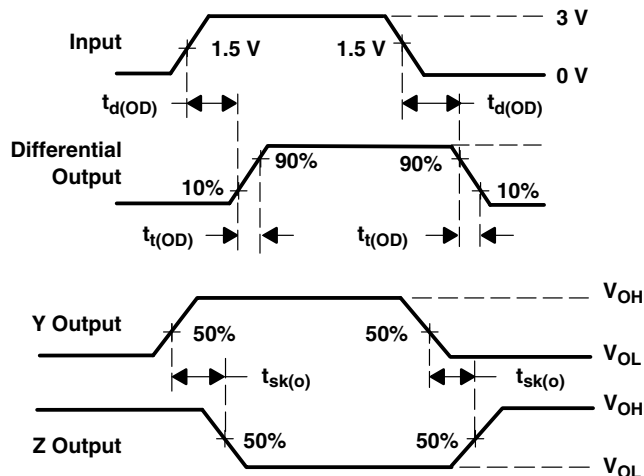 Input
1.5 V
1.5 V
3 V
0 V
td(OD)
td(OD)
Differential
Output
90%
90%
10%
10%
tt(OD)
tt(OD)
Y Output
50%
50%
VOH
VOL
tsk(o)
tsk(o)
VOH
Z Output
50%
50%
VOL